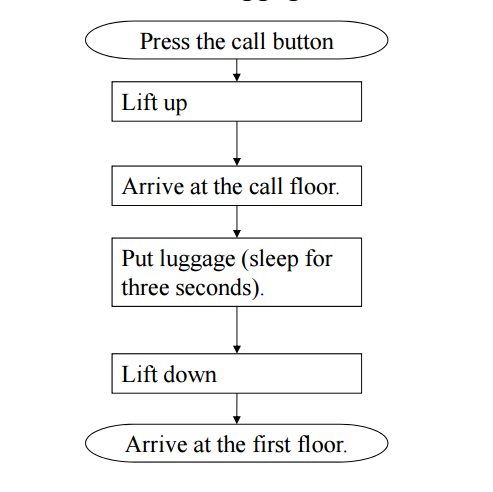 Press the call button
Lift up
Arrive at the call floor.
Put luggage (sleep for
three seconds).
Lift down
Arrive at the first floor.